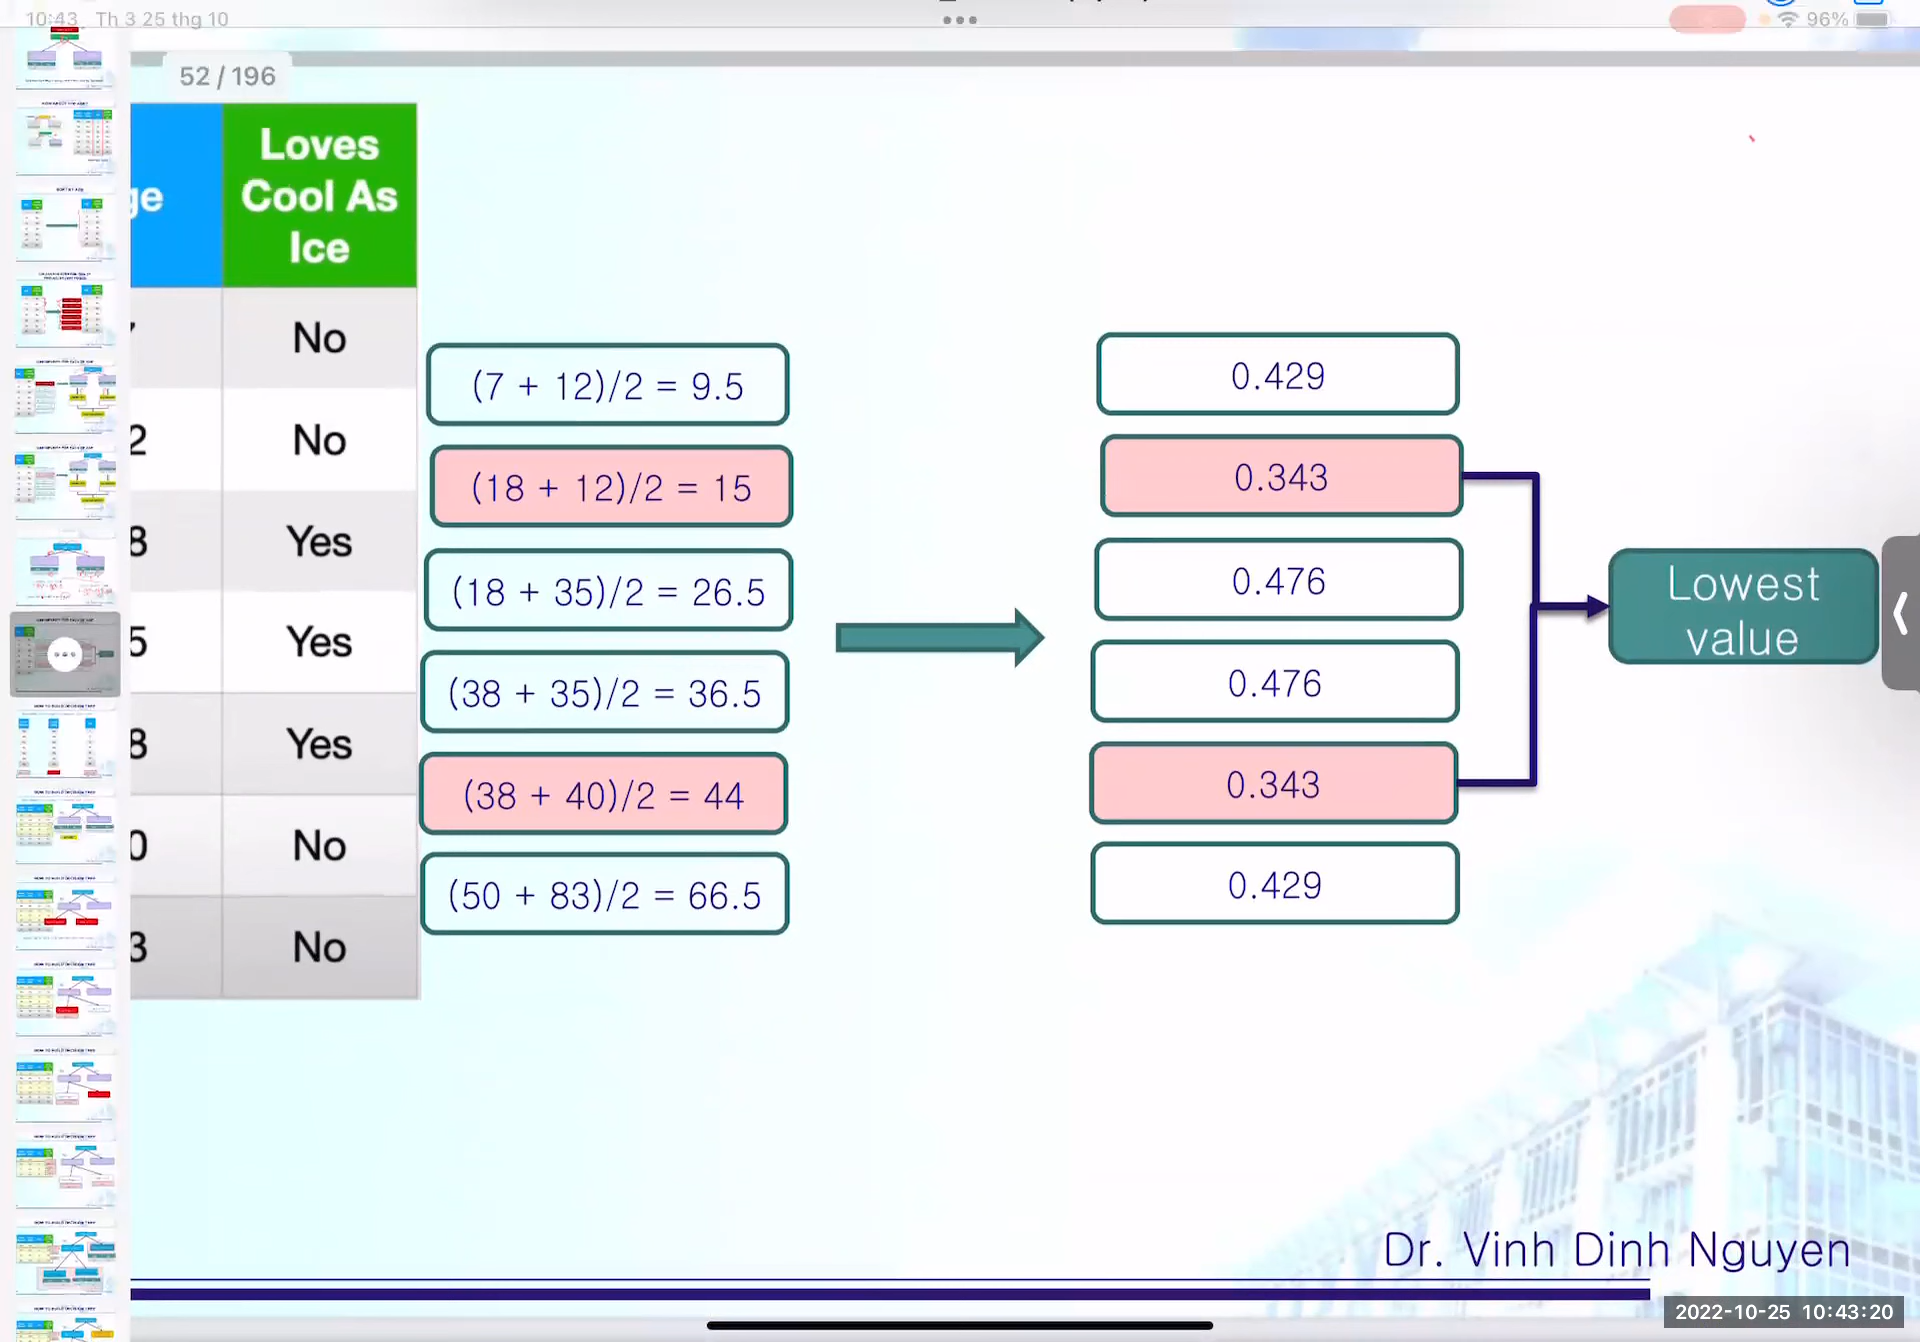 10:43 Th 3 25 thg 10
96%
52 / 196
ge
Loves
Cool As
Ice
No
2
No
8
Yes
5
Yes
8
Yes
0
No
3
No
(7 + 12)/2 = 9.5
(18 + 12)/2 = 15
(18 + 35)/2 = 26.5
(38 + 35)/2 = 36.5
(38 + 40)/2 = 44
(50 + 83)/2 = 66.5
0.429
0.343
0.476
0.476
0.343
0.429
Lowest
value
Dr. Vinh Dinh Nguyen
2022-10-25 10:43:20